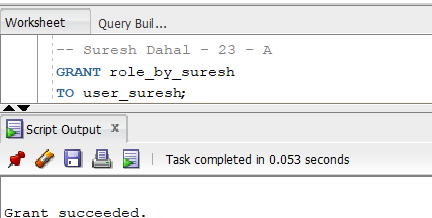 Worksheet Query Buil...
-- Suresh Dahal - 23 - A
GRANT role_by_suresh
TO user_suresh;
Script Output x
Task completed in 0.053 seconds
Grant succeeded.